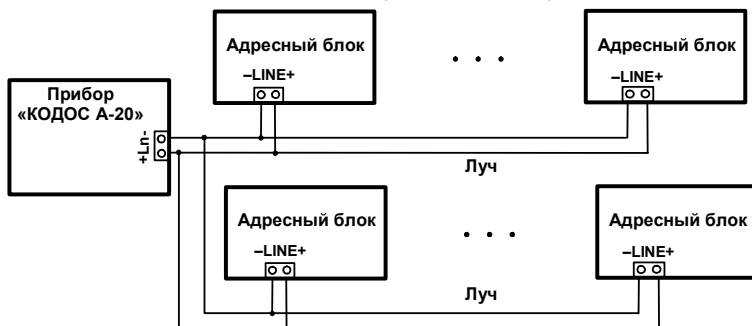 Адресный блок
–LINE+
. . .
Адресный блок
–LINE+
Прибор
«КОДОС А-20»
+Ln-
Луч
Адресный блок
–LINE+
. . .
Адресный блок
–LINE+
Луч